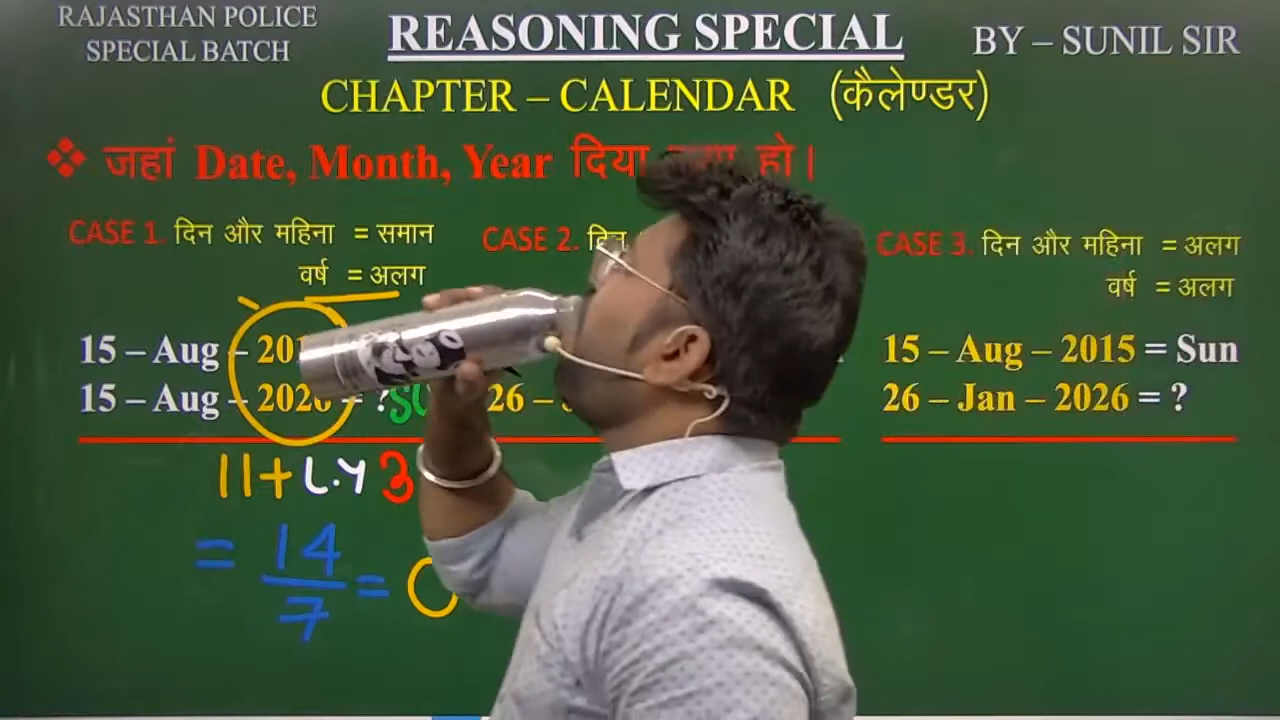 RAJASTHAN POLICE
SPECIAL BATCH
REASONING SPECIAL
BY – SUNIL SIR
CHAPTER – CALENDAR (कैलेण्डर)
❖ जहां Date, Month, Year दिया हो।
CASE 1. दिन और महिना = समान
वर्ष = अलग
15 – Aug – 201
15 – Aug – 2026 – ?
11+L.Y 3
= 14/7 = 0
CASE 2. दिन
26 –
CASE 3. दिन और महिना = अलग
वर्ष = अलग
15 – Aug – 2015 = Sun
26 – Jan – 2026 = ?